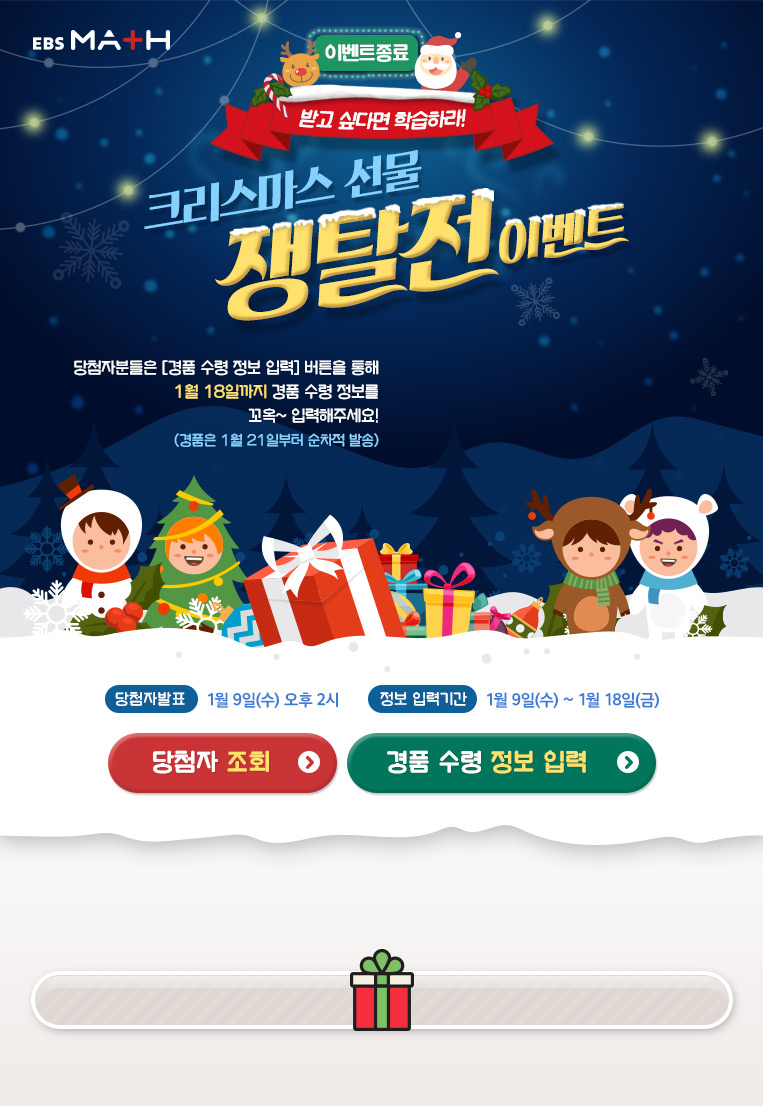 EBS MATH
이벤트종료
받고 싶다면 학습하라!
크리스마스 선물
쟁탈전 이벤트
당첨자분들은 [경품 수령 정보 입력] 버튼을 통해
1월 18일까지 경품 수령 정보를
꼬옥~ 입력해주세요!
(경품은 1월 21일부터 순차적 발송)
당첨자발표 1월 9일(수) 오후 2시 정보 입력기간 1월 9일(수) ~ 1월 18일(금)
당첨자 조회 경품 수령 정보 입력